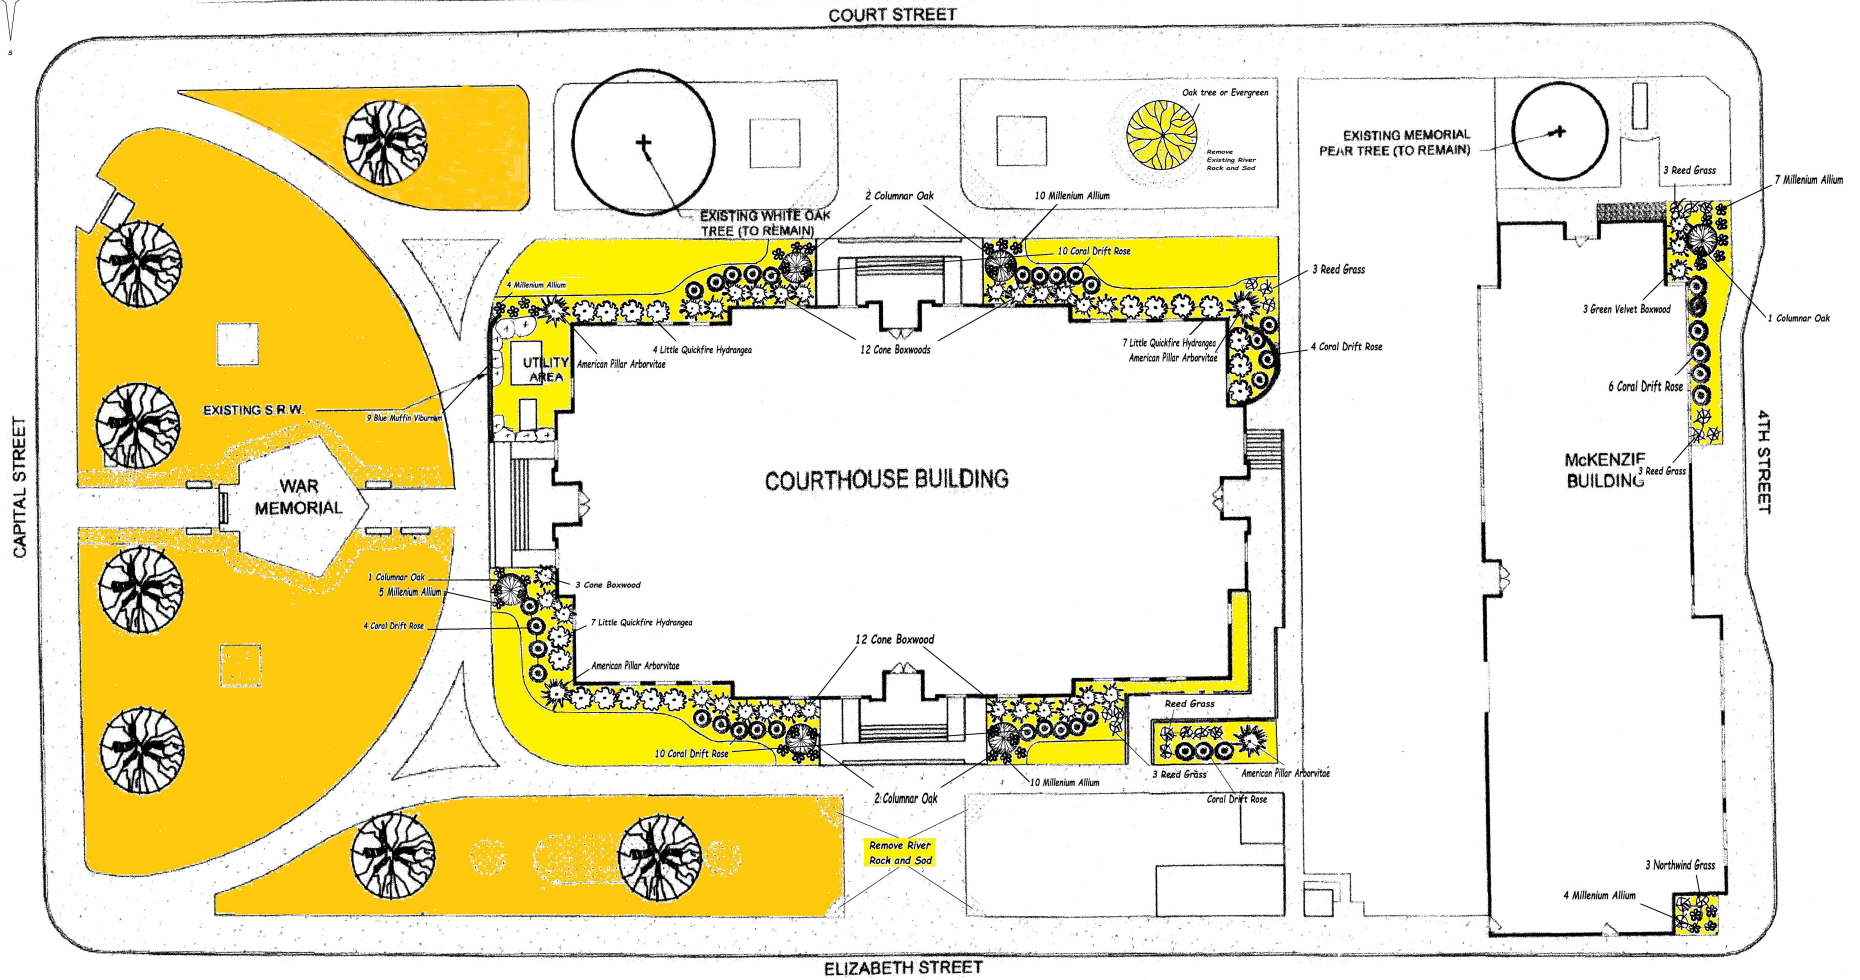 COURT STREET
S
Oak tree or Evergreen
EXISTING MEMORIAL
PEAR TREE (TO REMAIN)
Remove
Existing River
Rock and Sod
3 Reed Grass
7 Millenium Allium
2 Columnar Oak
10 Millenium Allium
EXISTING WHITE OAK
TREE (TO REMAIN)
10 Coral Drift Rose
3 Reed Grass
4 Millenium Allium
3 Green Velvet Boxwood
1 Columnar Oak
4 Little Quickfire Hydrangea
12 Cone Boxwoods
7 Little Quickfire Hydrangea
American Pillar Arborvitae
4 Coral Drift Rose
UTILITY
AREA
American Pillar Arborvitae
6 Coral Drift Rose
EXISTING S.R.W.
9 Blue Muffin Viburnum
CAPITAL STREET
4TH STREET
WAR
MEMORIAL
COURTHOUSE BUILDING
McKENZIE
BUILDING
3 Reed Grass
1 Columnar Oak
5 Millenium Allium
3 Cone Boxwood
4 Coral Drift Rose
7 Little Quickfire Hydrangea
American Pillar Arborvitae
12 Cone Boxwood
Reed Grass
10 Coral Drift Rose
3 Reed Grass
American Pillar Arborvitae
10 Millenium Allium
2 Columnar Oak
Coral Drift Rose
Remove River
Rock and Sod
3 Northwind Grass
4 Millenium Allium
ELIZABETH STREET